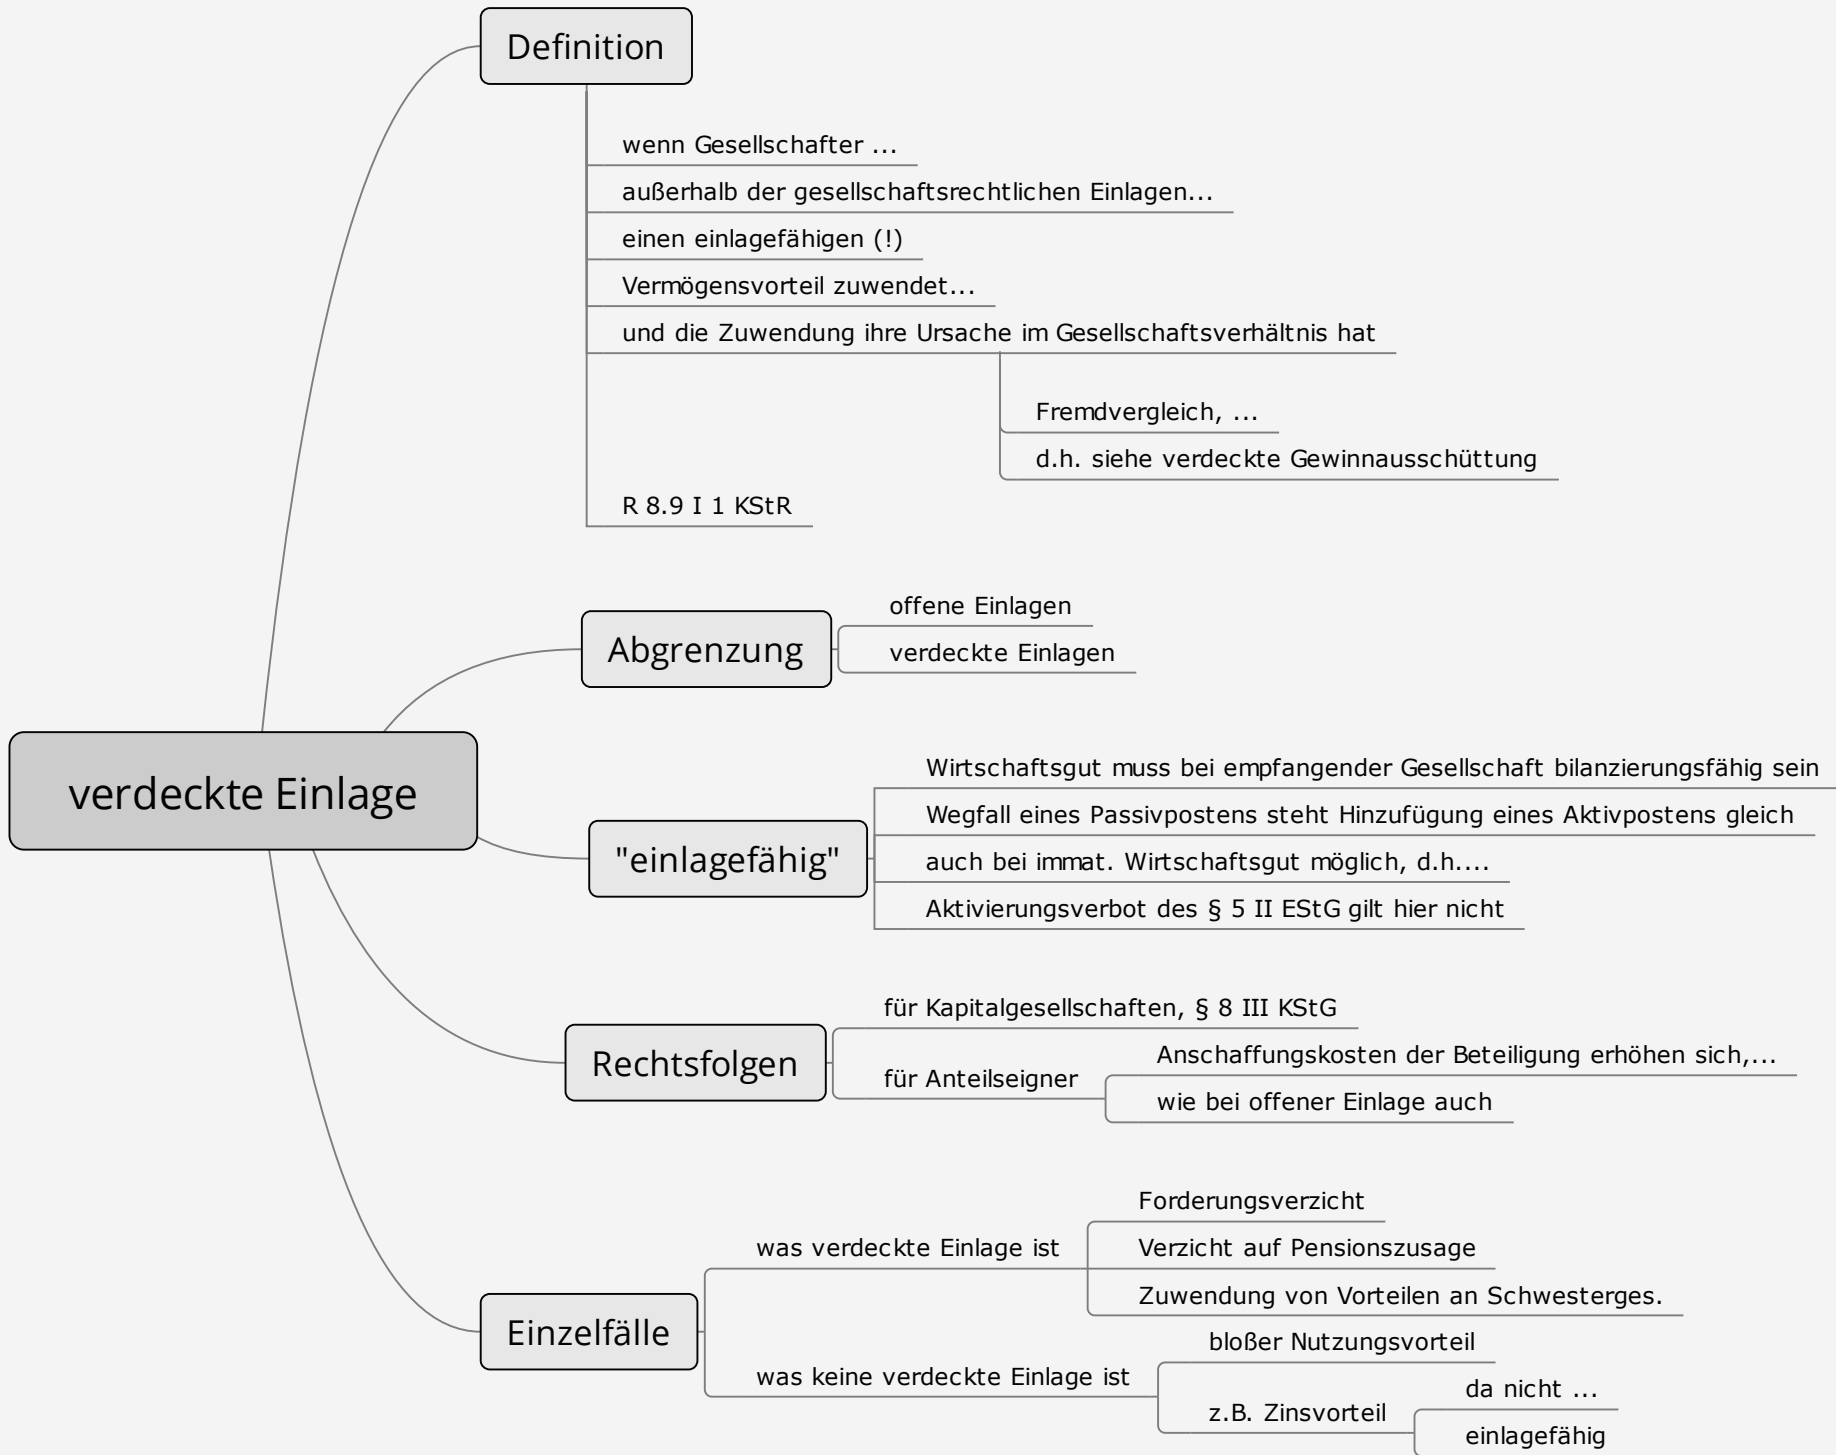 Definition
wenn Gesellschafter ...
außerhalb der gesellschaftsrechtlichen Einlagen...
einen einlagefähigen (!)
Vermögensvorteil zuwendet...
und die Zuwendung ihre Ursache im Gesellschaftsverhältnis hat
Fremdvergleich, ...
d.h. siehe verdeckte Gewinnausschüttung
R 8.9 I 1 KStR
Abgrenzung
offene Einlagen
verdeckte Einlagen
verdeckte Einlage
"einlagefähig"
Wirtschaftsgut muss bei empfangender Gesellschaft bilanzierungsfähig sein
Wegfall eines Passivpostens steht Hinzufügung eines Aktivpostens gleich
auch bei immat. Wirtschaftsgut möglich, d.h....
Aktivierungsverbot des § 5 II EStG gilt hier nicht
Rechtsfolgen
für Kapitalgesellschaften, § 8 III KStG
für Anteilseigner
Anschaffungskosten der Beteiligung erhöhen sich,...
wie bei offener Einlage auch
Einzelfälle
was verdeckte Einlage ist
Forderungsverzicht
Verzicht auf Pensionszusage
Zuwendung von Vorteilen an Schwesterges.
was keine verdeckte Einlage ist
bloßer Nutzungsvorteil
z.B. Zinsvorteil
da nicht ...
einlagefähig